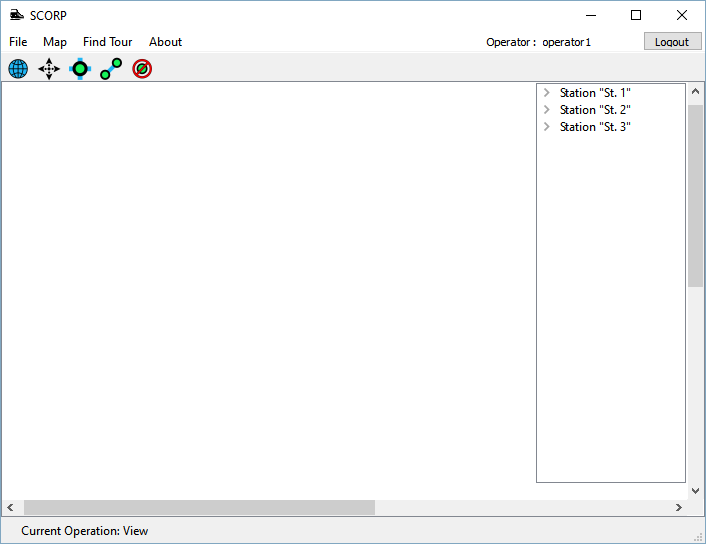 SCORP
File Map Find Tour About Operator : operator1 Logout
Station "St. 1"
Station "St. 2"
Station "St. 3"
Current Operation: View